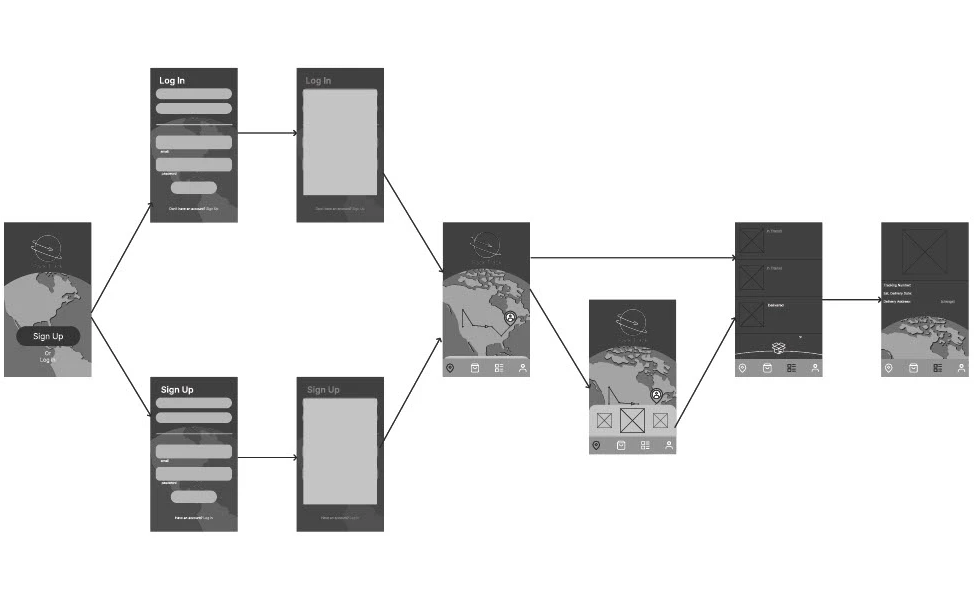 Log In
email
password
Don't have an account? Sign Up
Log In
Don't have an account? Sign Up
Sign Up
Or
Log In
In Transit
In Transit
Delivered
Tracking Number:
Est. Delivery Date:
Delivery Address:
Sign Up
email
password
Have an account? Log In
Sign Up
Have an account? Log In